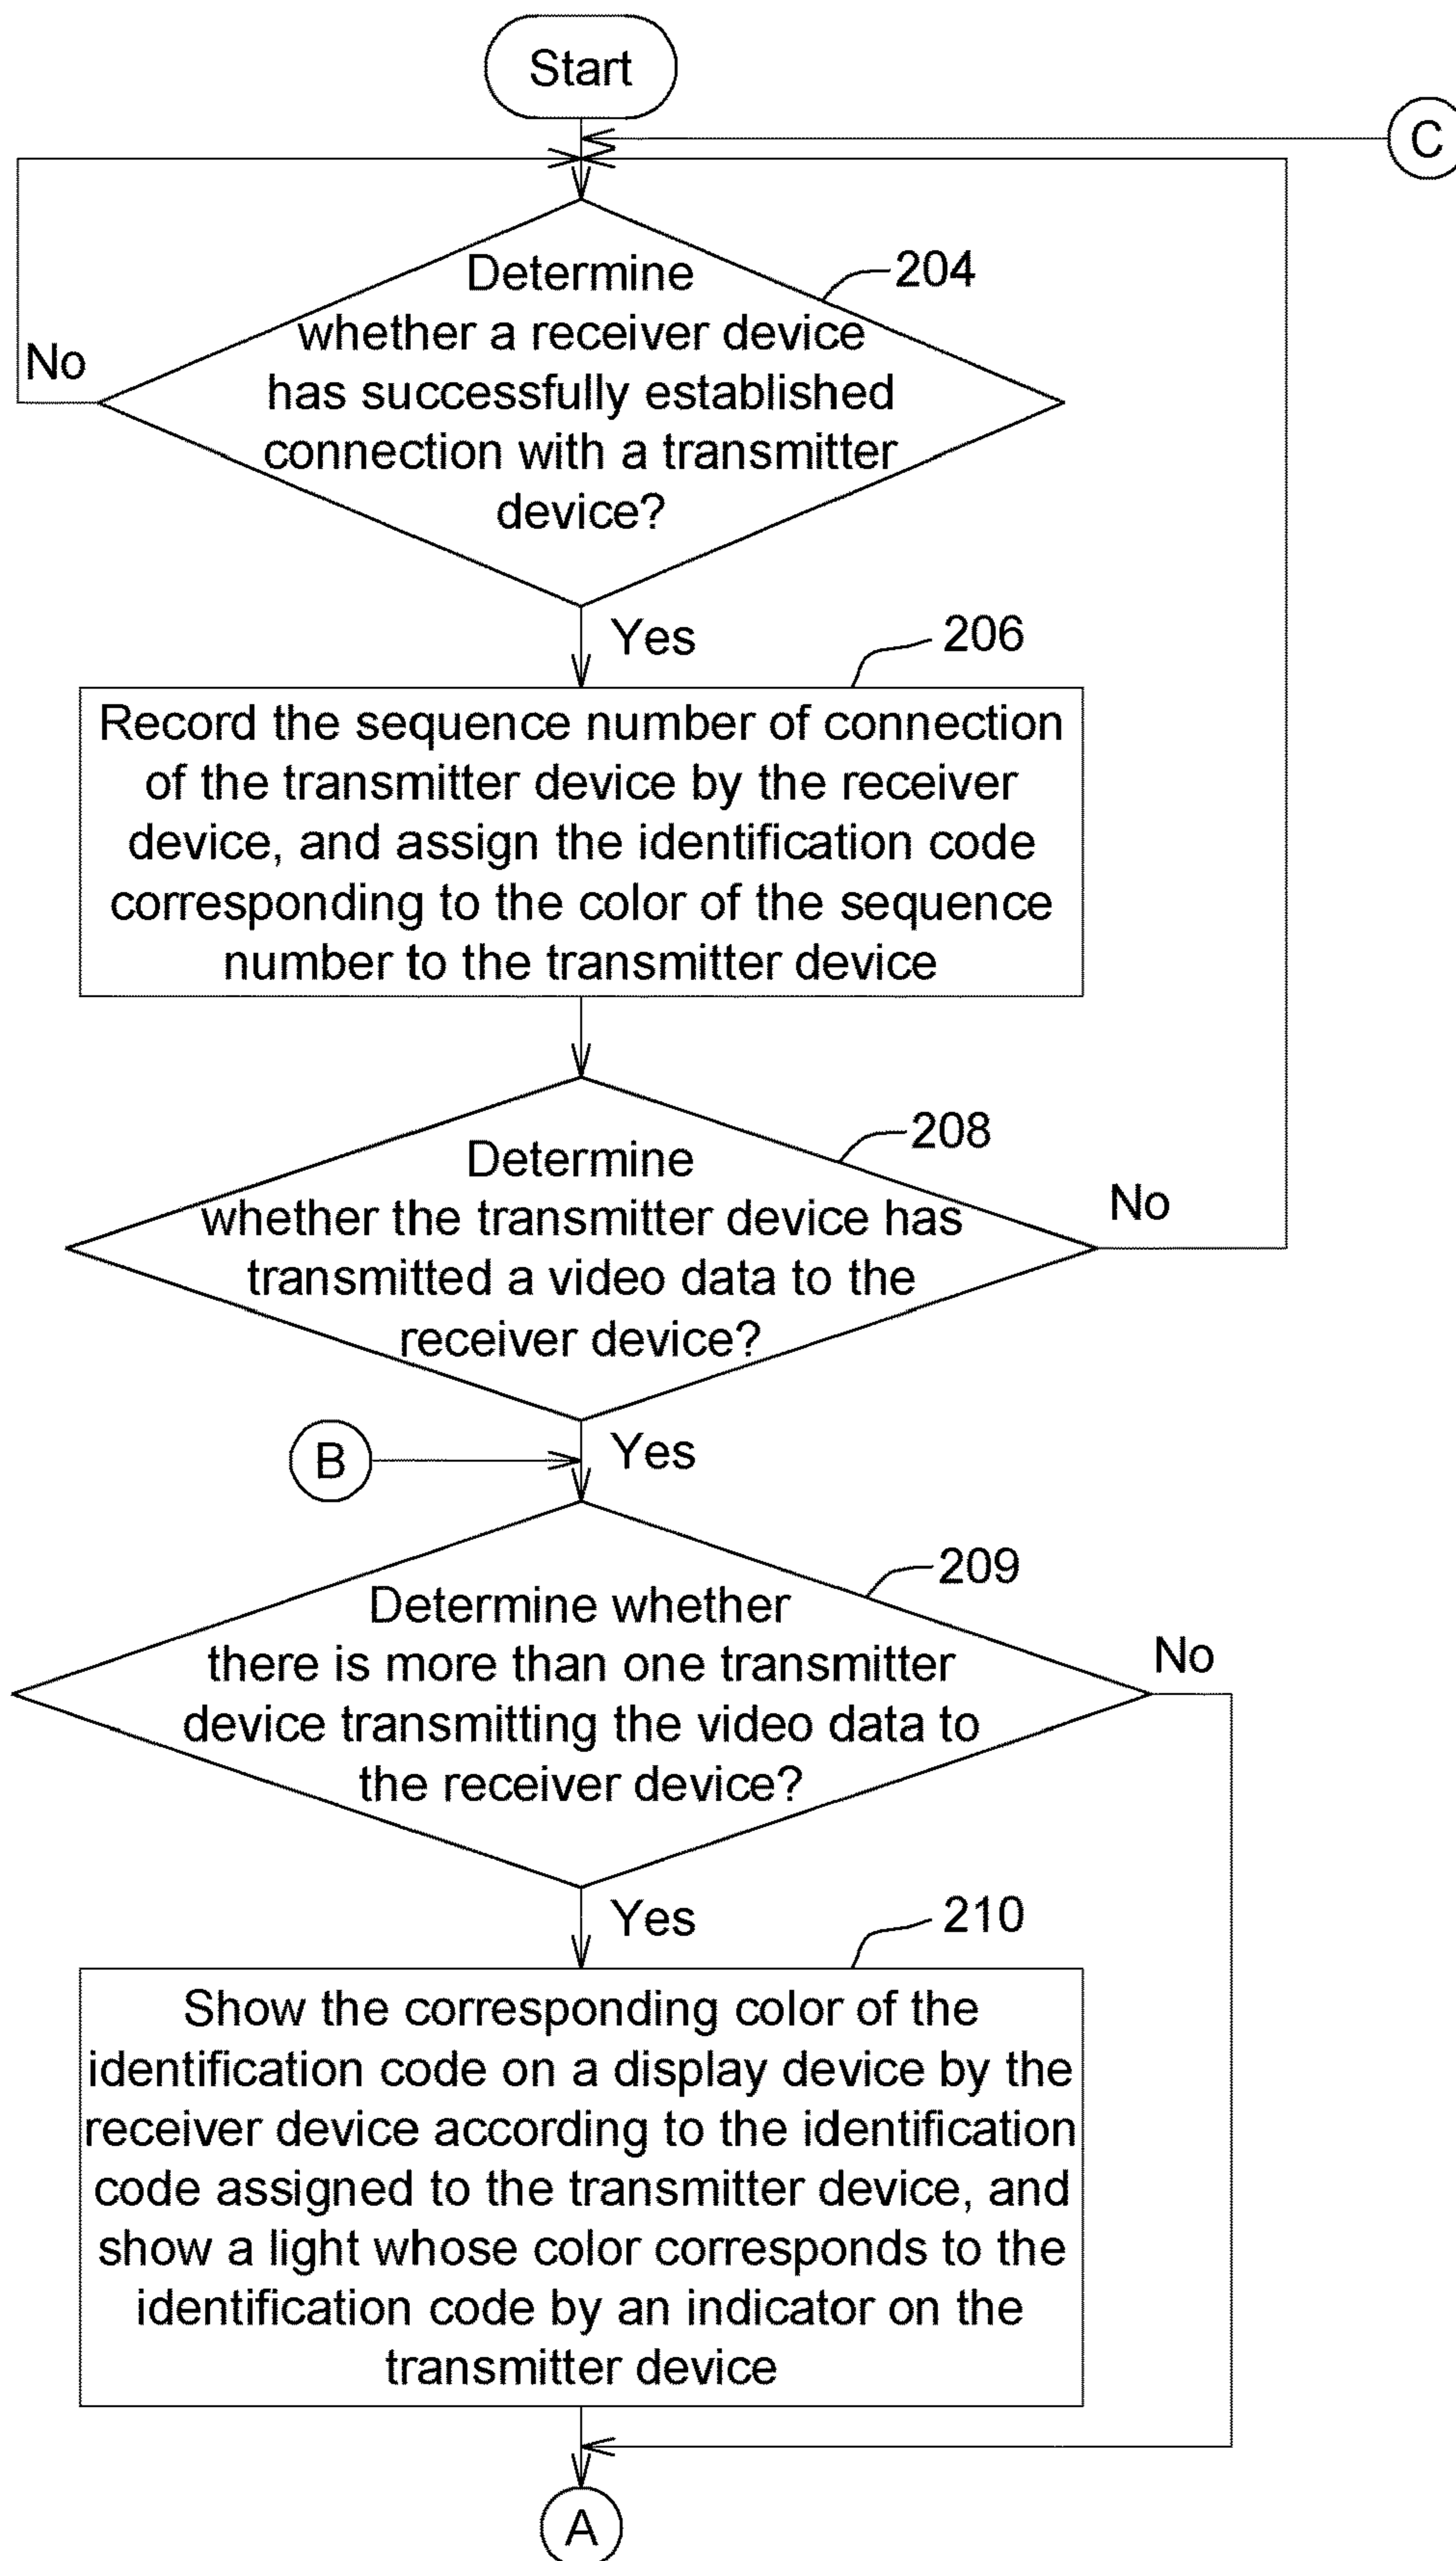 Start
C
204
Determine
whether a receiver device
has successfully established
connection with a transmitter
device?
No
Yes
206
Record the sequence number of connection
of the transmitter device by the receiver
device, and assign the identification code
corresponding to the color of the sequence
number to the transmitter device
208
Determine
whether the transmitter device has
transmitted a video data to the
receiver device?
No
Yes
B
209
Determine whether
there is more than one transmitter
device transmitting the video data to
the receiver device?
No
Yes
210
Show the corresponding color of the
identification code on a display device by the
receiver device according to the identification
code assigned to the transmitter device, and
show a light whose color corresponds to the
identification code by an indicator on the
transmitter device
A